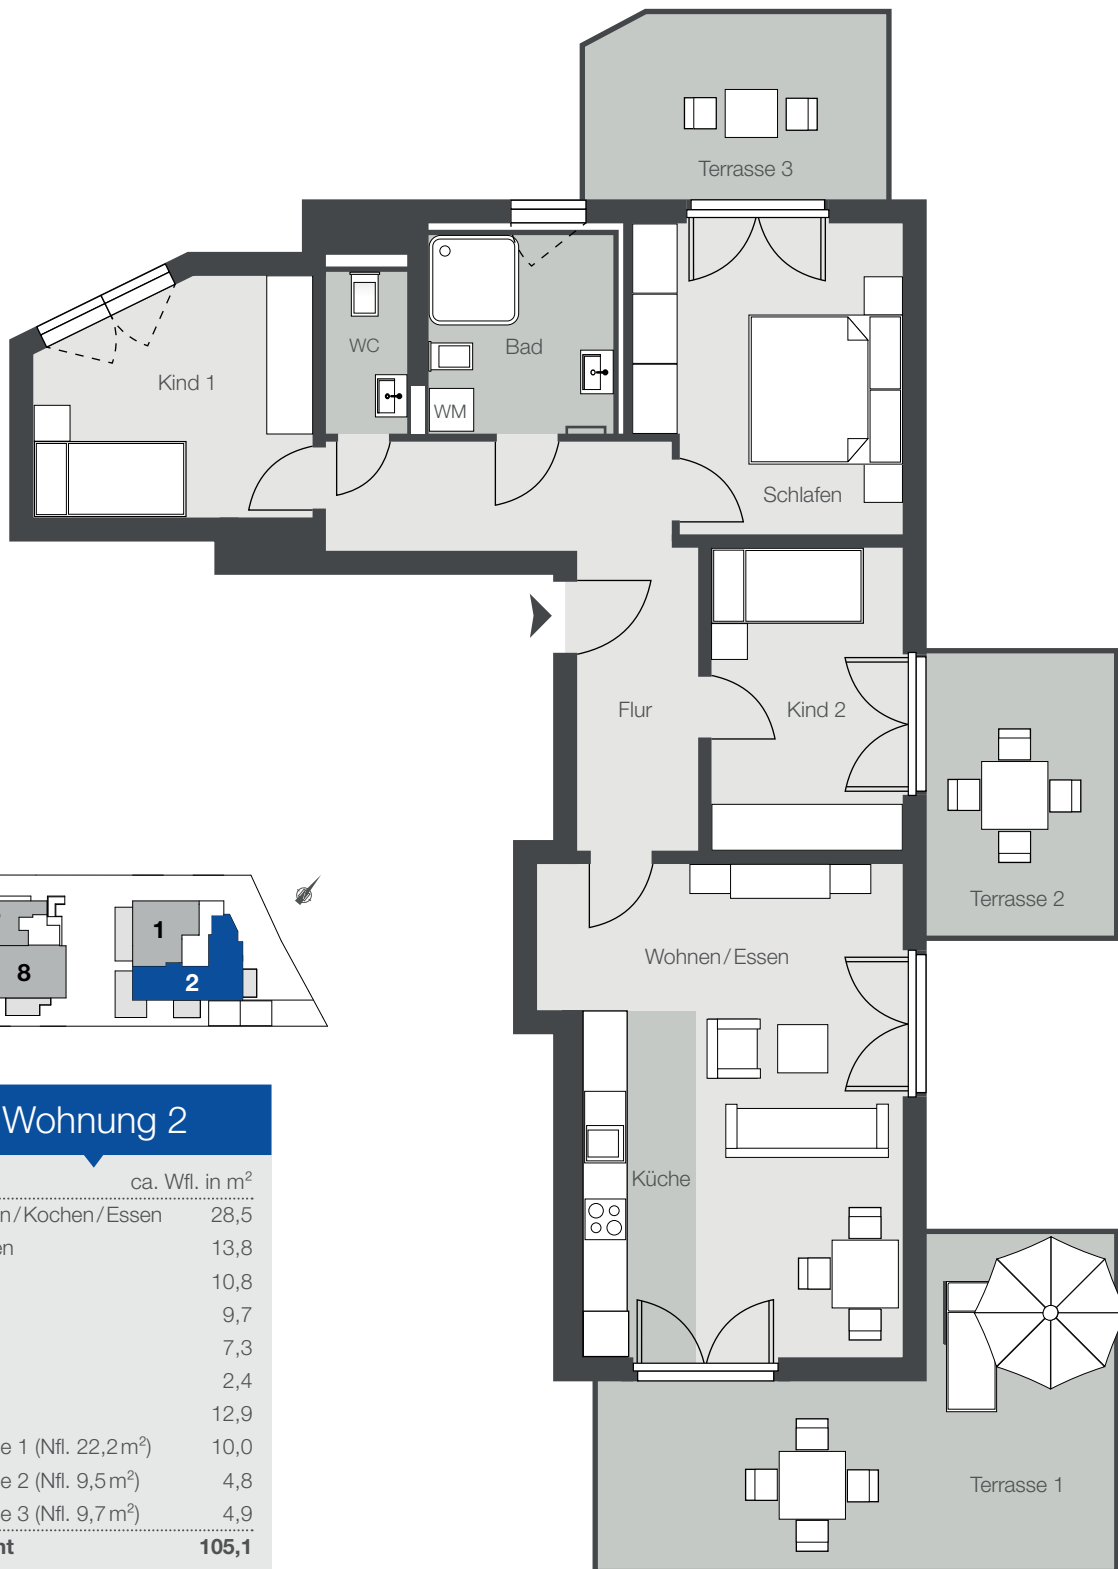 Terrasse 3
WC
Bad
Kind 1
WM
Schlafen
Flur
Kind 2
Terrasse 2
1
8
2
Wohnen/Essen
Küche
Terrasse 1
Wohnung 2
ca. Wfl. in m²
n/Kochen/Essen 28,5
en 13,8
10,8
9,7
7,3
2,4
12,9
e 1 (Nfl. 22,2 m²) 10,0
e 2 (Nfl. 9,5 m²) 4,8
e 3 (Nfl. 9,7 m²) 4,9
nt 105,1